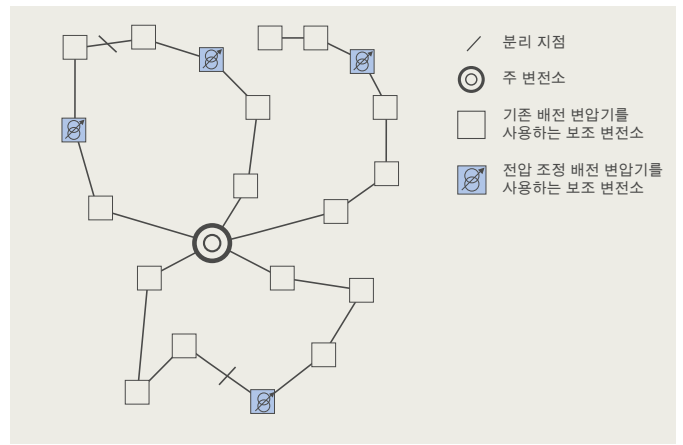 분리 지점
주 변전소
기존 배전 변압기를
사용하는 보조 변전소
전압 조정 배전 변압기를
사용하는 보조 변전소